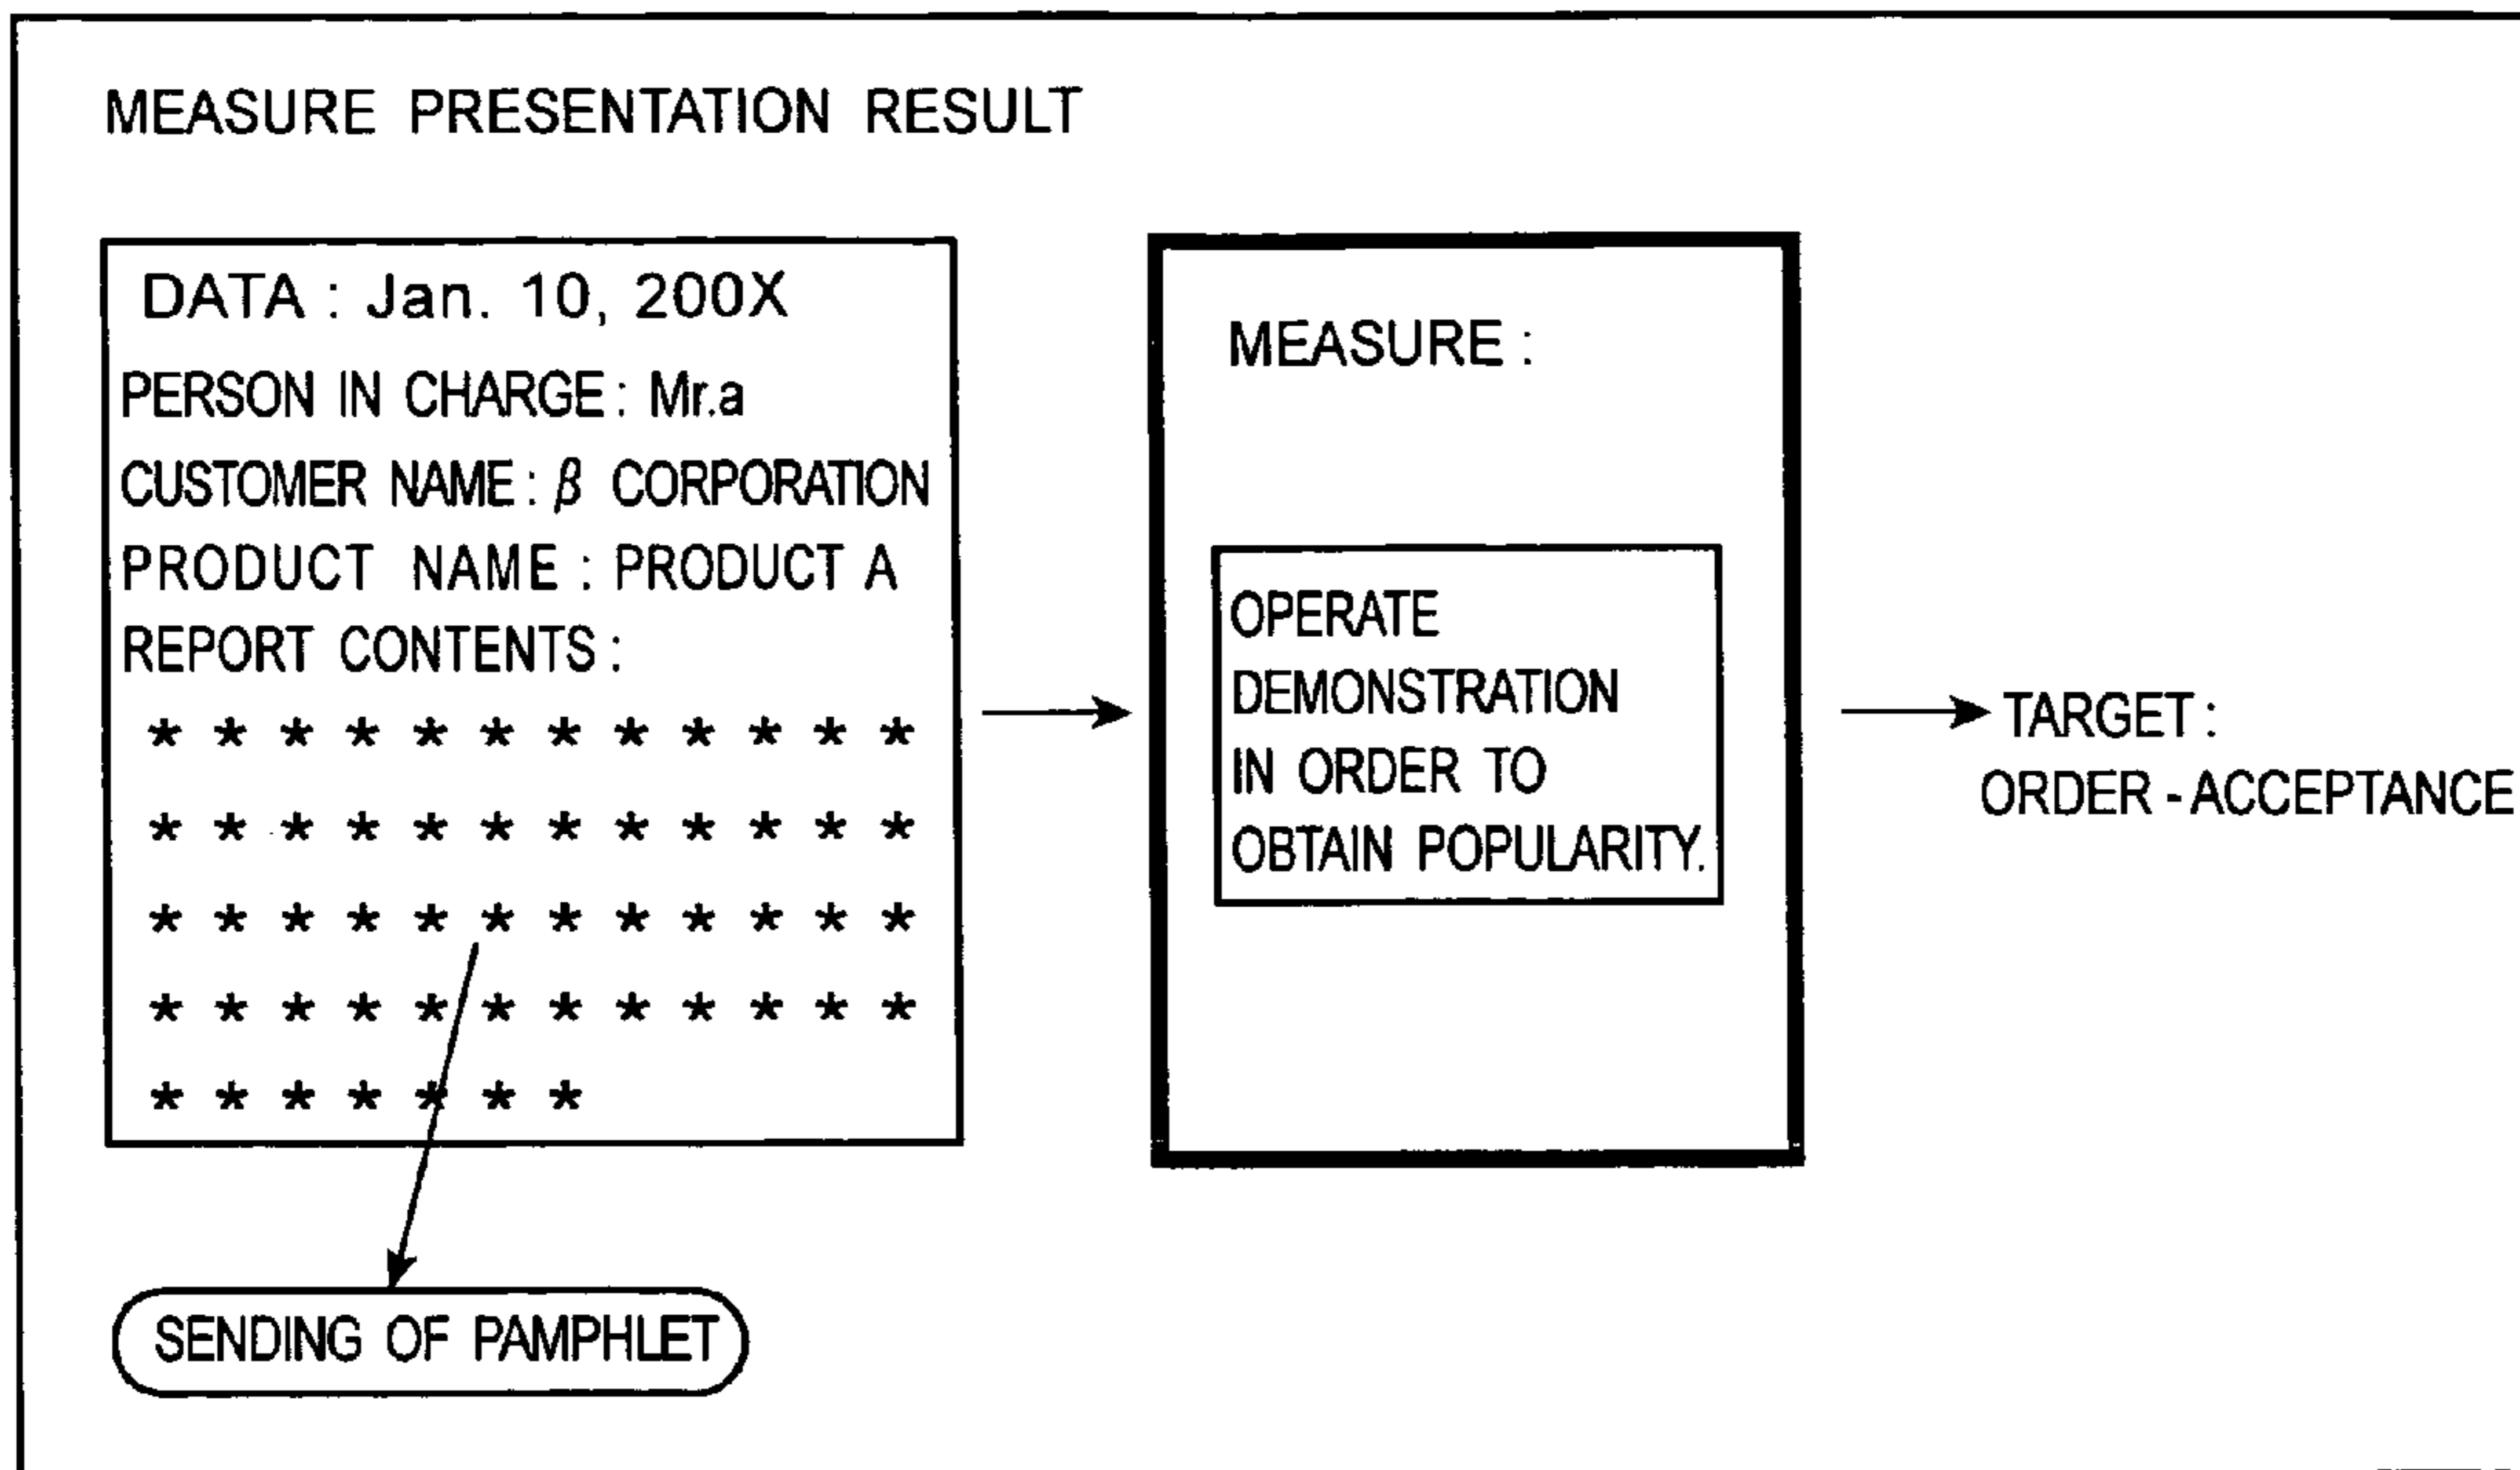 MEASURE PRESENTATION RESULT
DATA : Jan. 10, 200X
PERSON IN CHARGE : Mr.a
CUSTOMER NAME : β CORPORATION
PRODUCT NAME : PRODUCT A
REPORT CONTENTS :
* * * * * * * * * * * *
* * * * * * * * * * * *
* * * * * * * * * * * *
* * * * * * * * * * * *
* * * * * * *
SENDING OF PAMPHLET
MEASURE :
OPERATE
DEMONSTRATION
IN ORDER TO
OBTAIN POPULARITY.
TARGET :
ORDER - ACCEPTANCE